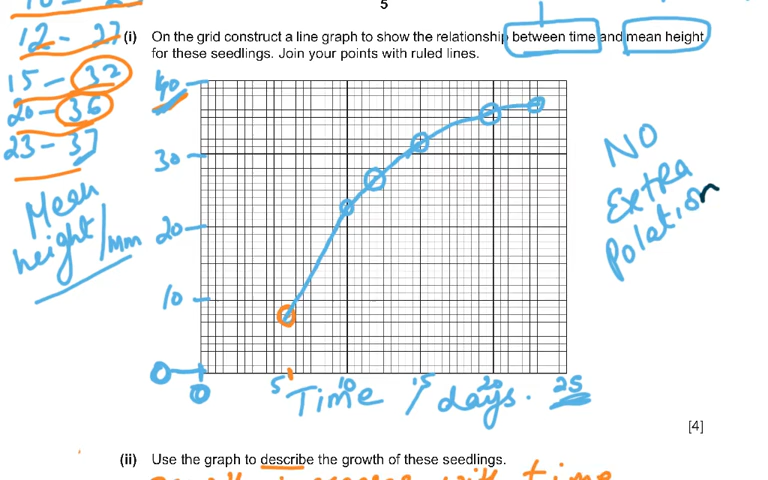 5
12 - 27
(i) On the grid construct a line graph to show the relationship between time and mean height
for these seedlings. Join your points with ruled lines.
15 - 32
20 - 36
23 - 37
40
30
20
10
0
Mean
height/mm
NO
Extra
Polation
0 5 10 15 20 25
Time / days.
[4]
(ii) Use the graph to describe the growth of these seedlings.
with time